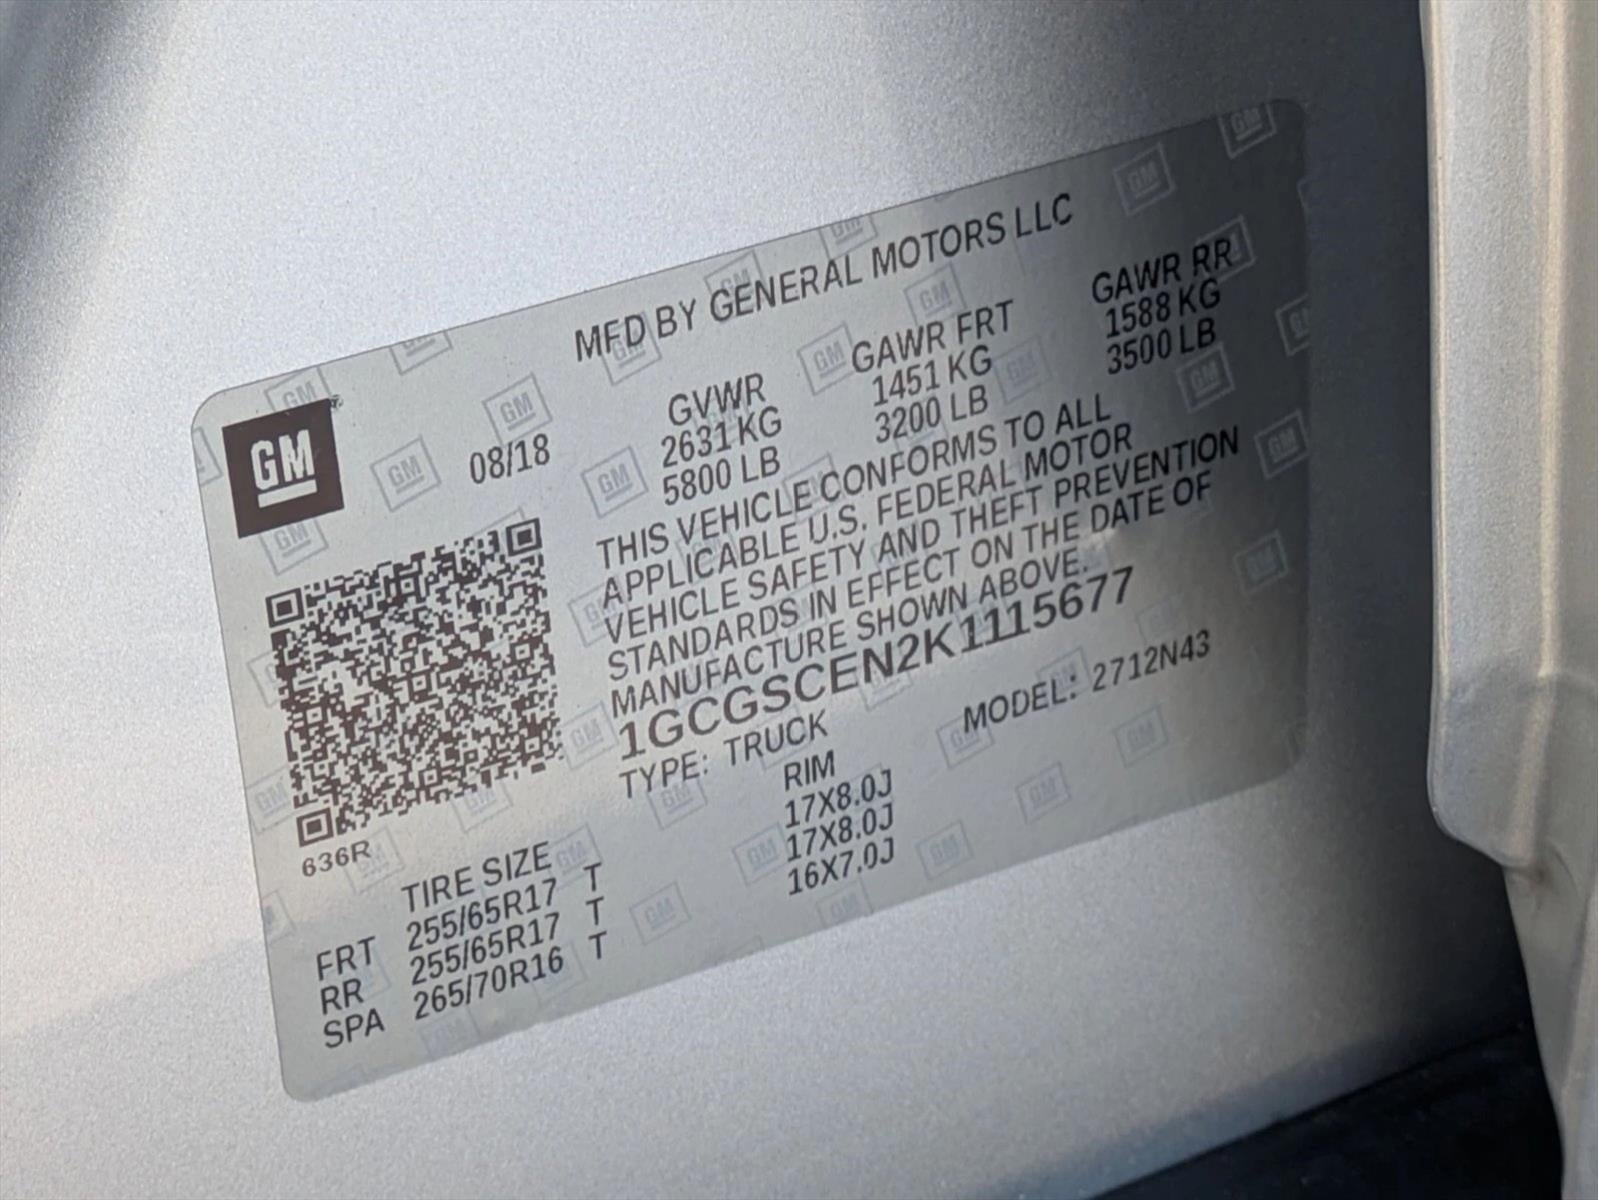 MFD BY GENERAL MOTORS LLC
GM
08/18
GVWR GAWR FRT GAWR RR
2631 KG 1451 KG 1588 KG
5800 LB 3200 LB 3500 LB
THIS VEHICLE CONFORMS TO ALL
APPLICABLE U.S. FEDERAL MOTOR
VEHICLE SAFETY AND THEFT PREVENTION
STANDARDS IN EFFECT ON THE DATE OF
MANUFACTURE SHOWN ABOVE.
1GCGSCEN2K1115677
TYPE: TRUCK MODEL: 2712N43
636R
TIRE SIZE RIM
FRT 255/65R17 T 17X8.0J
RR 255/65R17 T 17X8.0J
SPA 265/70R16 T 16X7.0J